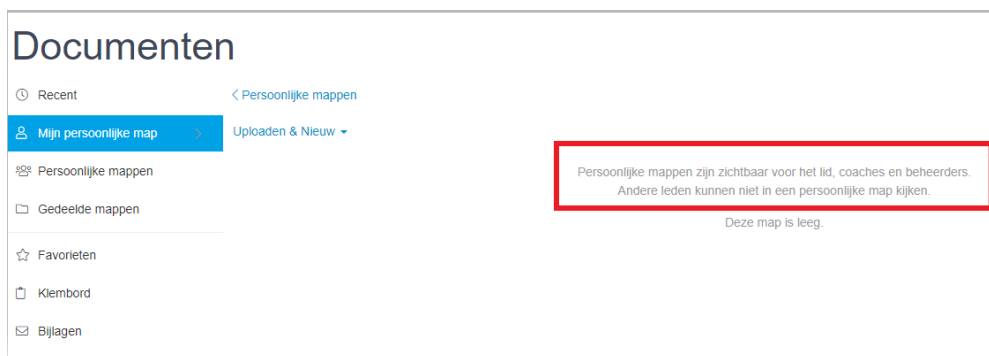 Documenten
Recent
Mijn persoonlijke map
Persoonlijke mappen
Gedeelde mappen
Favorieten
Klembord
Bijlagen
Persoonlijke mappen
Uploaden & Nieuw
Persoonlijke mappen zijn zichtbaar voor het lid, coaches en beheerders.
Andere leden kunnen niet in een persoonlijke map kijken.
Deze map is leeg.